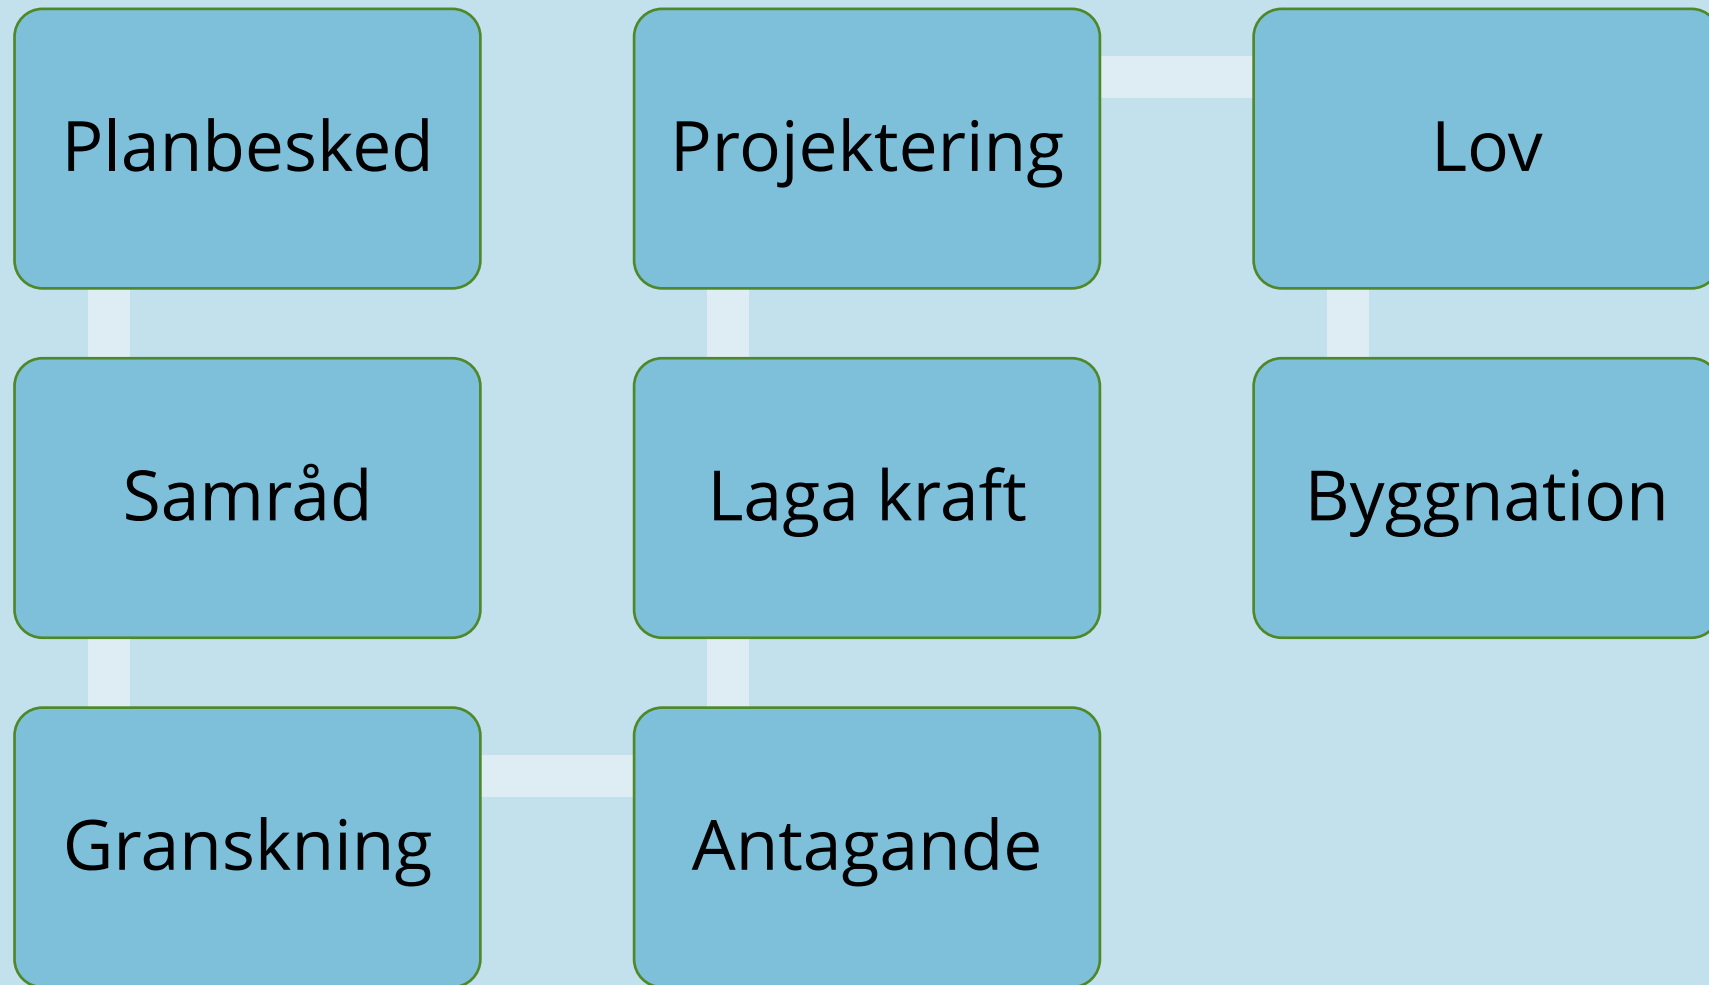 Planbesked
Samråd
Granskning
Antagande
Laga kraft
Projektering
Lov
Byggnation